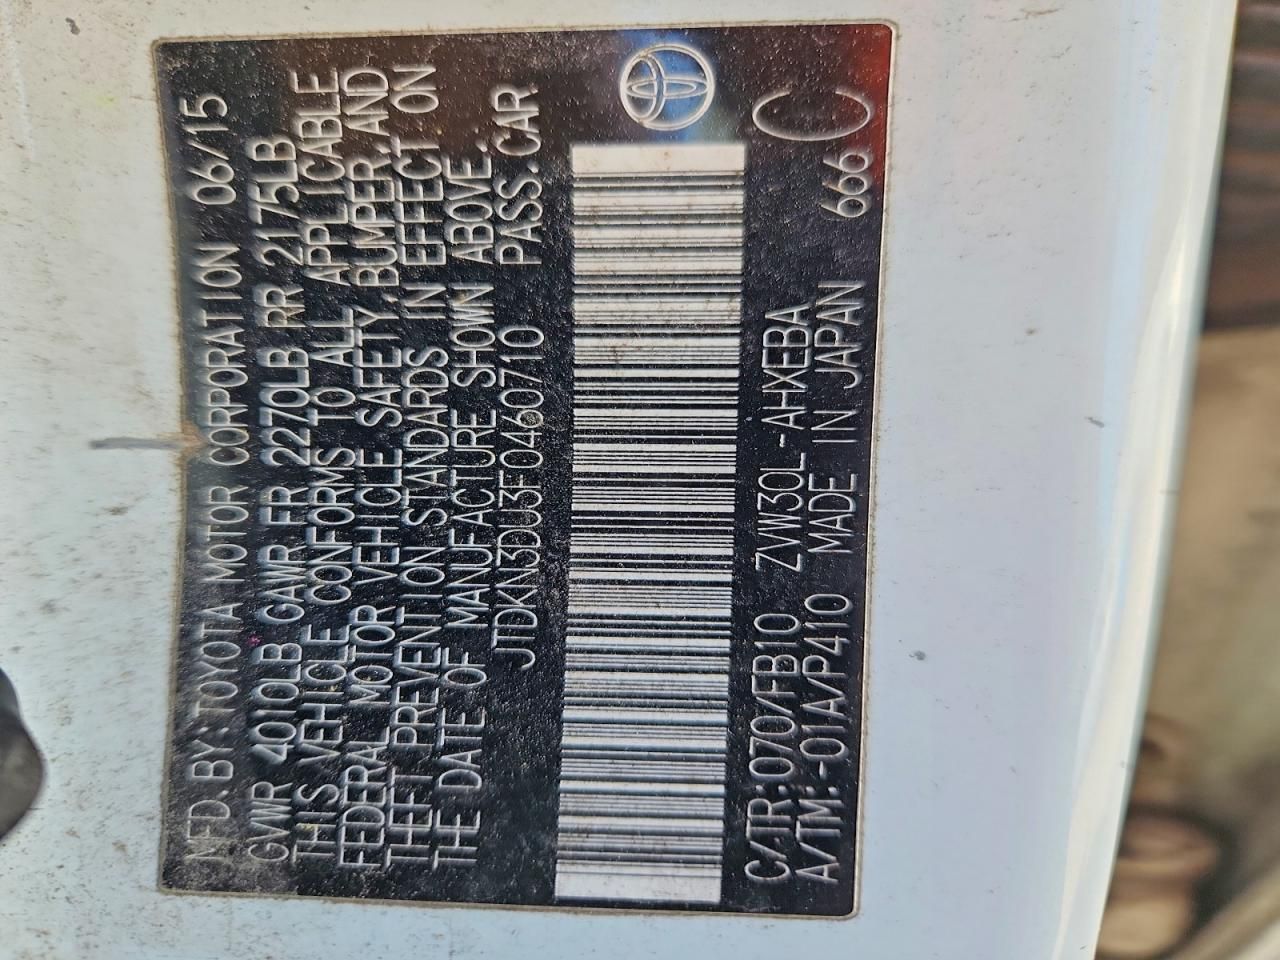 MFD.BY:TOYOTA MOTOR CORPORATION 06/15
GVWR 4010LB GAWR FR 2270LB RR 2175LB
THIS VEHICLE CONFORMS TO ALL APPLICABLE
FEDERAL MOTOR VEHICLE SAFETY,BUMPER,AND
THEFT PREVENTION STANDARDS IN EFFECT ON
THE DATE OF MANUFACTURE SHOWN ABOVE.
JTDKN3DU3F0460710 PASS.CAR
C/TR:070/FB10 ZVW30L-AHXEBA
A/TM:-01A/P410 MADE IN JAPAN 666 C